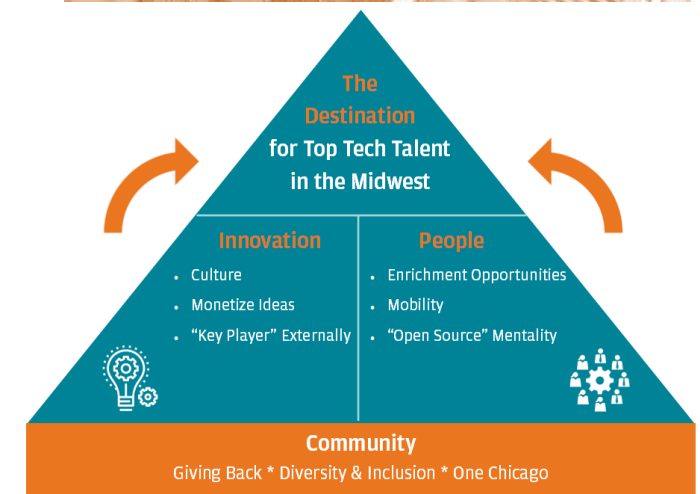 The
Destination
for Top Tech Talent
in the Midwest
Innovation
• Culture
• Monetize Ideas
• “Key Player” Externally
People
• Enrichment Opportunities
• Mobility
• “Open Source” Mentality
Community
Giving Back * Diversity & Inclusion * One Chicago